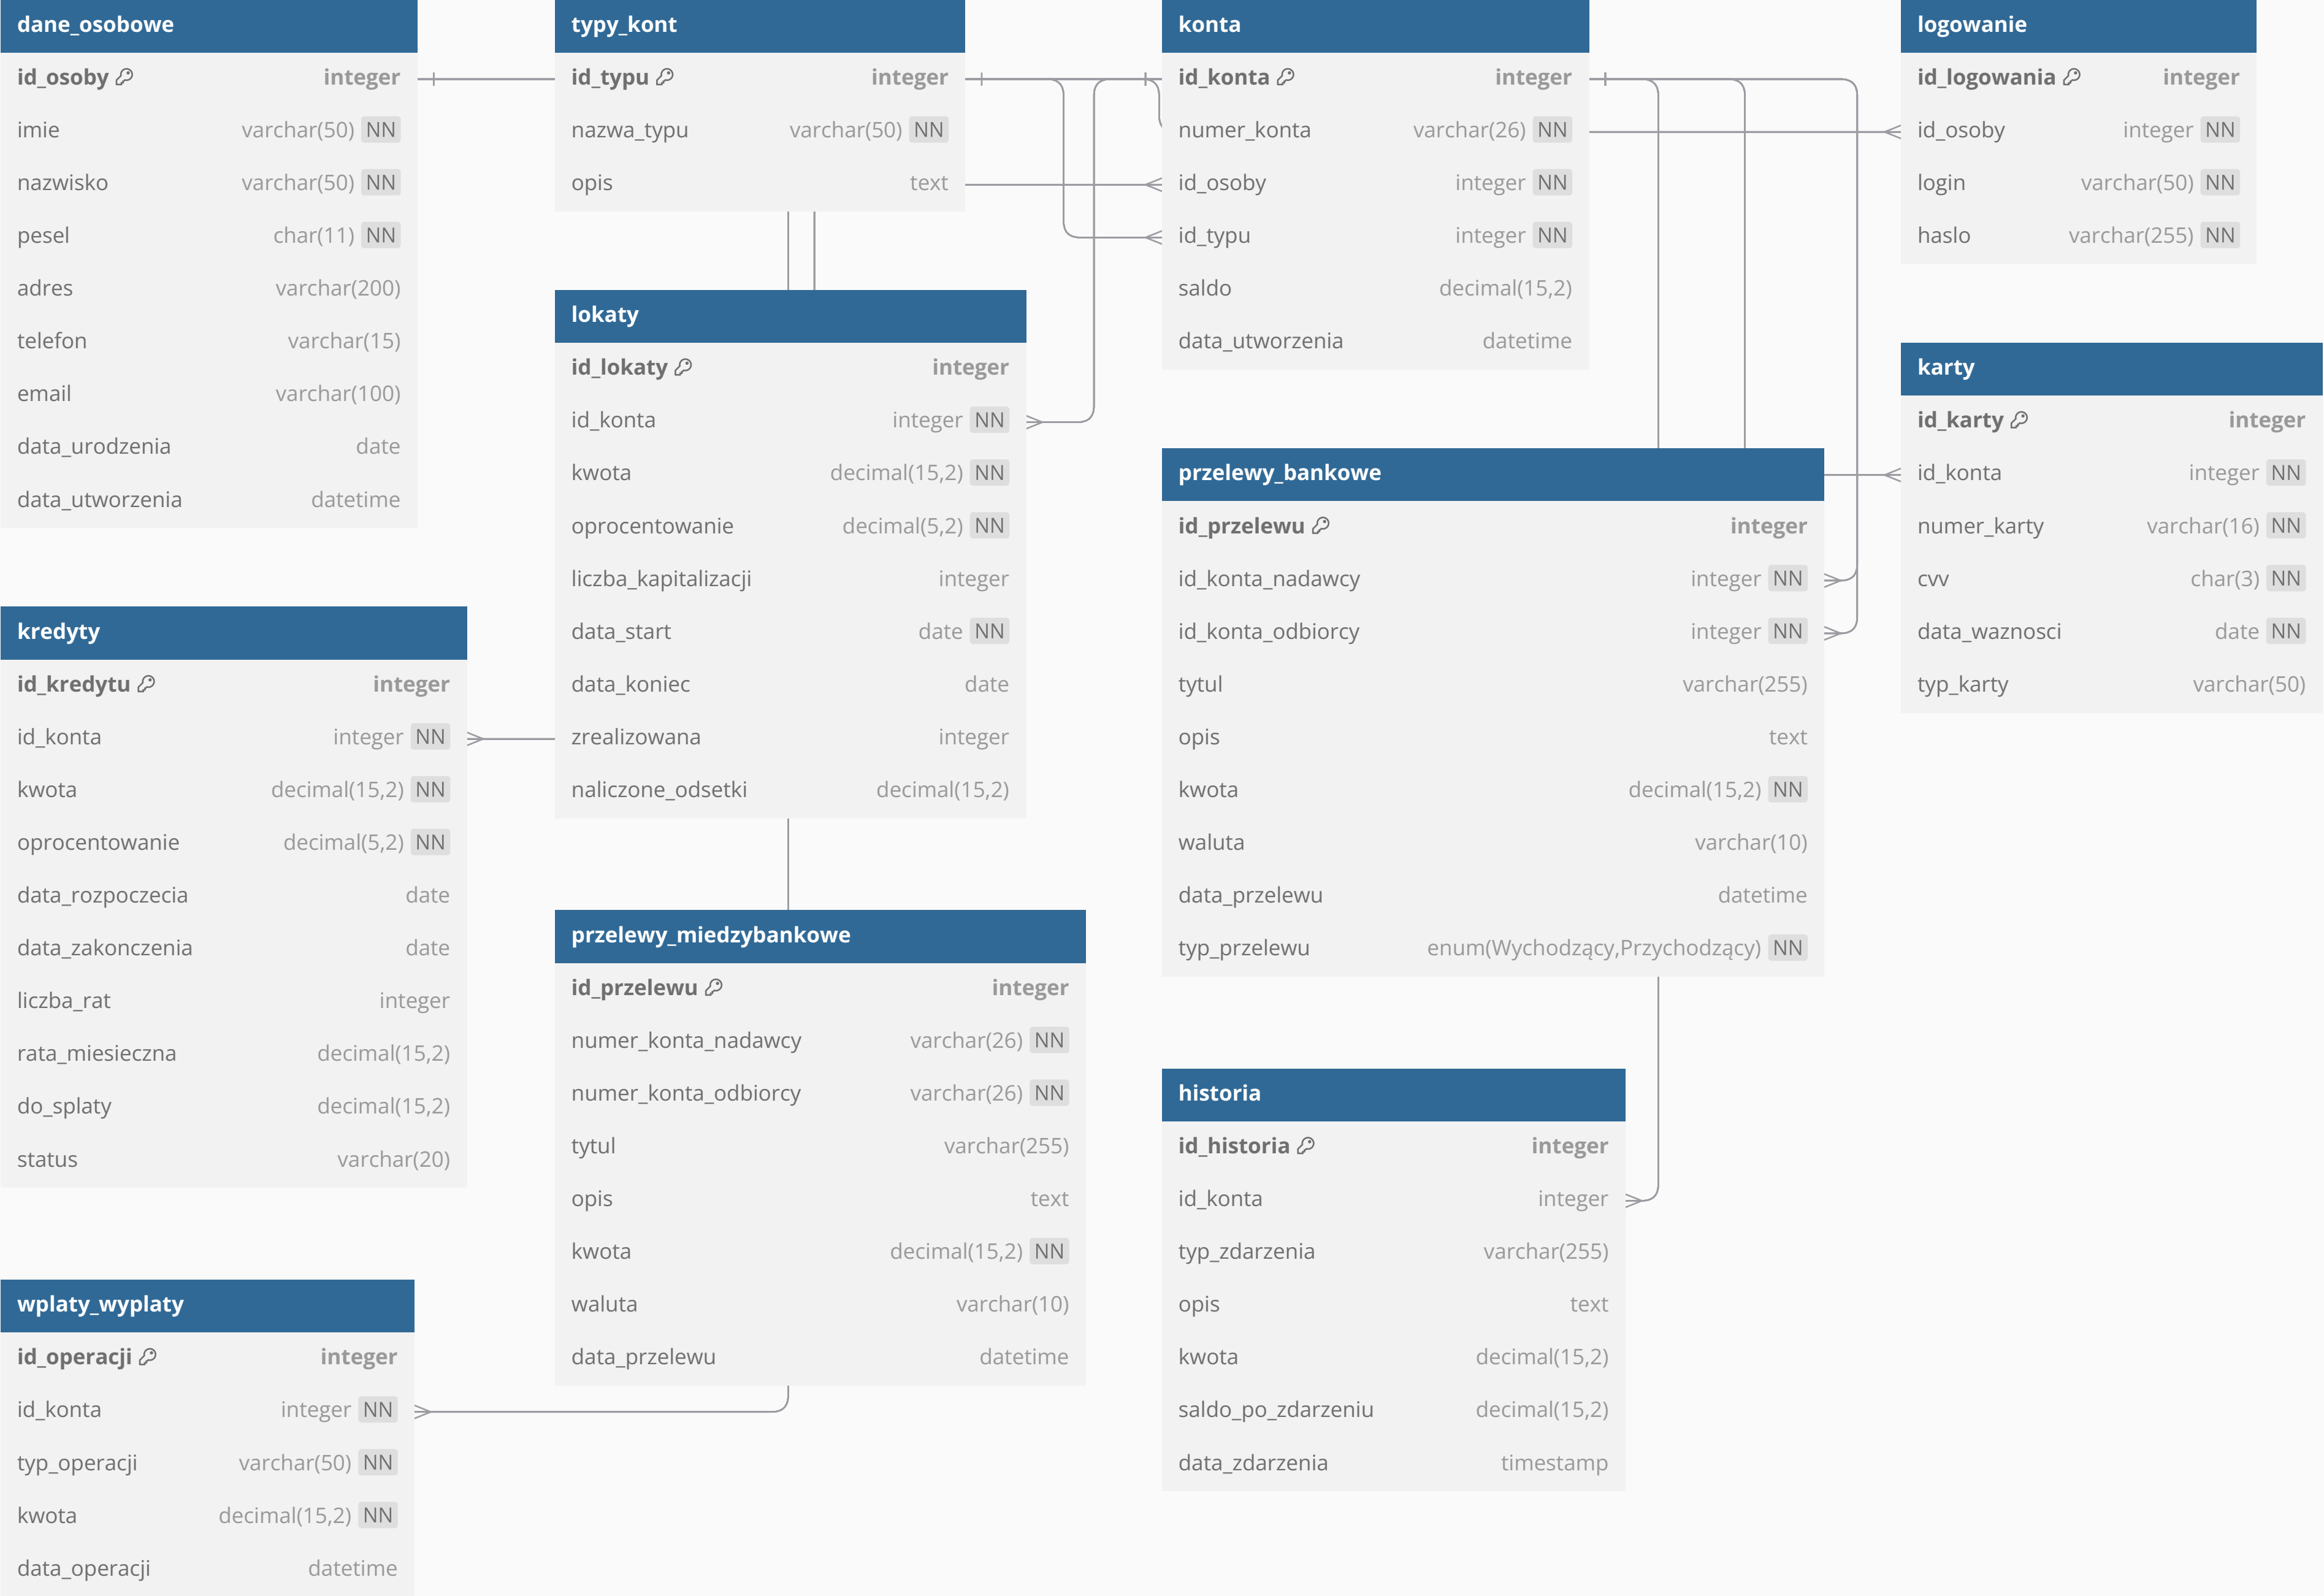 dane_osobowe
id_osoby integer
imie varchar(50) NN
nazwisko varchar(50) NN
pesel char(11) NN
adres varchar(200)
telefon varchar(15)
email varchar(100)
data_urodzenia date
data_utworzenia datetime
typy_kont
id_typu integer
nazwa_typu varchar(50) NN
opis text
konta
id_konta integer
numer_konta varchar(26) NN
id_osoby integer NN
id_typu integer NN
saldo decimal(15,2)
data_utworzenia datetime
logowanie
id_logowania integer
id_osoby integer NN
login varchar(50) NN
haslo varchar(255) NN
lokaty
id_lokaty integer
id_konta integer NN
kwota decimal(15,2) NN
oprocentowanie decimal(5,2) NN
liczba_kapitalizacji integer
data_start date NN
data_koniec date
zrealizowana integer
naliczone_odsetki decimal(15,2)
karty
id_karty integer
id_konta integer NN
numer_karty varchar(16) NN
cvv char(3) NN
data_waznosci date NN
typ_karty varchar(50)
przelewy_bankowe
id_przelewu integer
id_konta_nadawcy integer NN
id_konta_odbiorcy integer NN
tytul varchar(255)
opis text
kwota decimal(15,2) NN
waluta varchar(10)
data_przelewu datetime
typ_przelewu enum(Wychodzący,Przychodzący) NN
kredyty
id_kredytu integer
id_konta integer NN
kwota decimal(15,2) NN
oprocentowanie decimal(5,2) NN
data_rozpoczecia date
data_zakonczenia date
liczba_rat integer
rata_miesieczna decimal(15,2)
do_splaty decimal(15,2)
status varchar(20)
przelewy_miedzybankowe
id_przelewu integer
numer_konta_nadawcy varchar(26) NN
numer_konta_odbiorcy varchar(26) NN
tytul varchar(255)
opis text
kwota decimal(15,2) NN
waluta varchar(10)
data_przelewu datetime
historia
id_historia integer
id_konta integer
typ_zdarzenia varchar(255)
opis text
kwota decimal(15,2)
saldo_po_zdarzeniu decimal(15,2)
data_zdarzenia timestamp
wplaty_wyplaty
id_operacji integer
id_konta integer NN
typ_operacji varchar(50) NN
kwota decimal(15,2) NN
data_operacji datetime